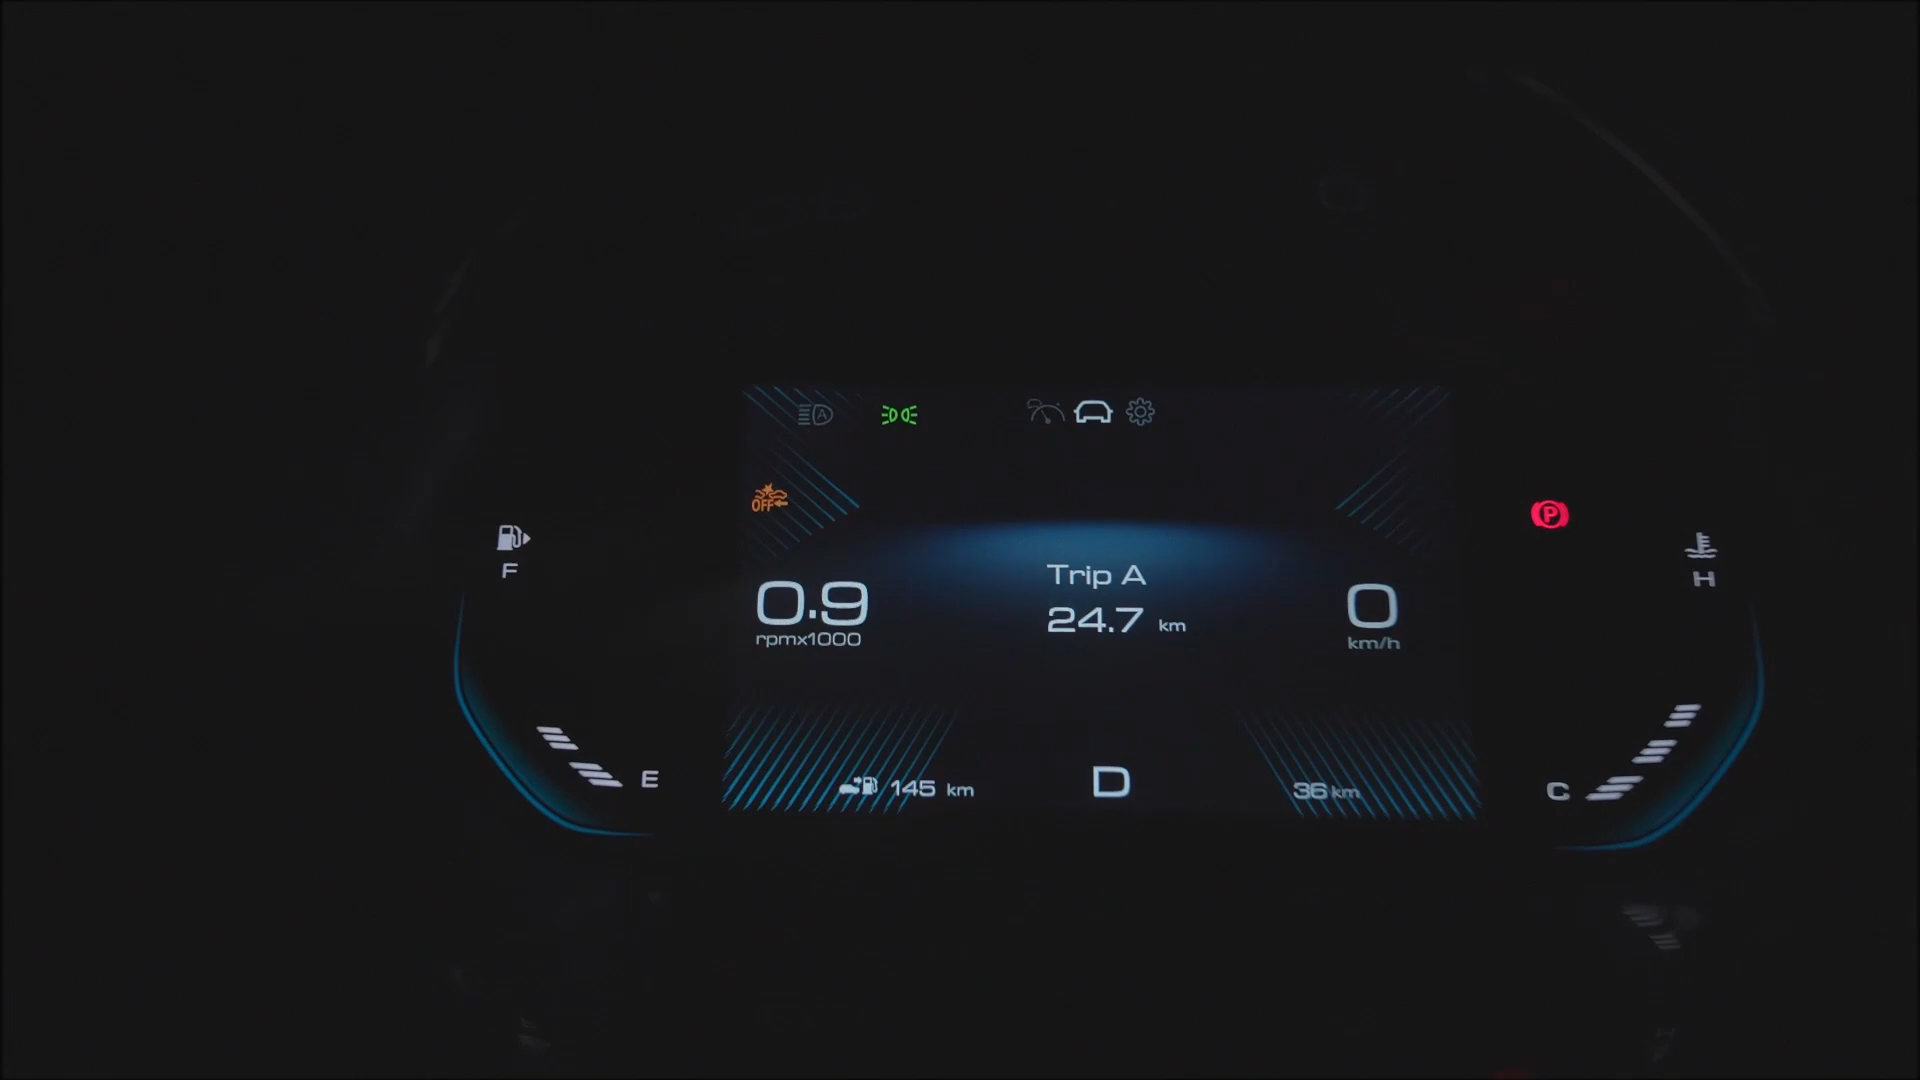 A
OFF
P
F
H
Trip A
0.9
24.7 km
0
rpmx1000
km/h
E
145 km
D
36 km
C